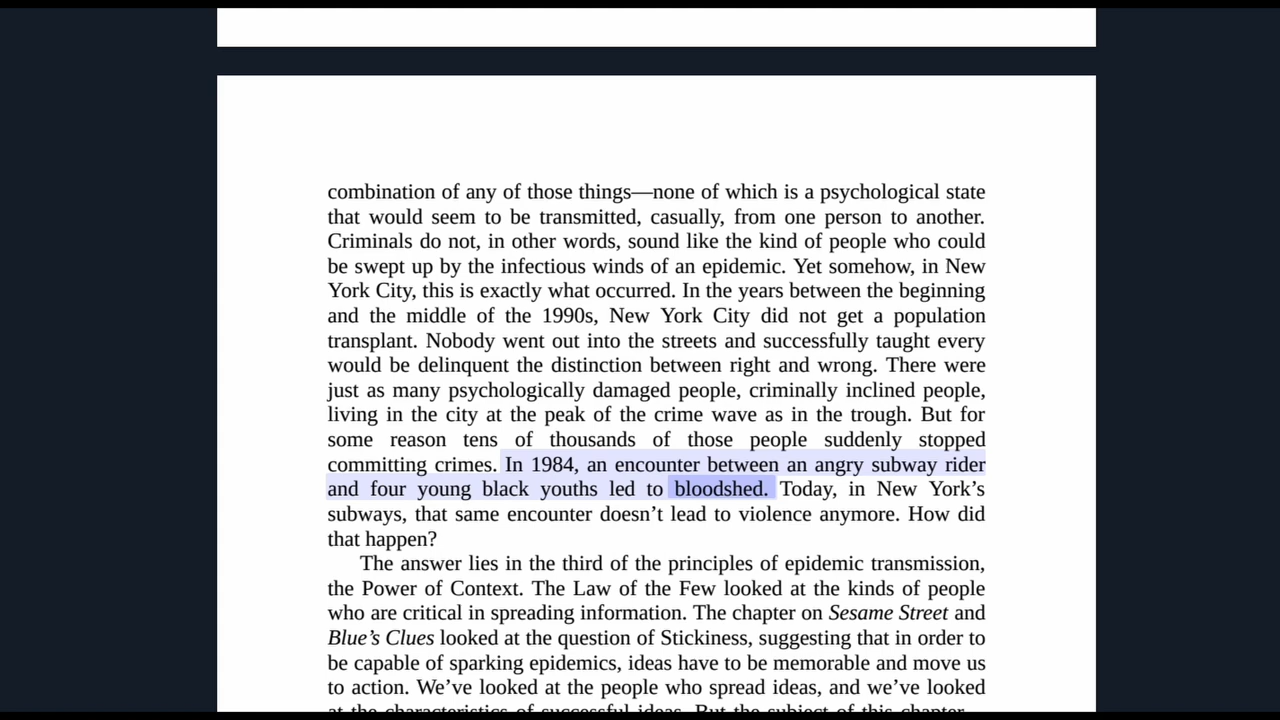 combination of any of those things—none of which is a psychological state
that would seem to be transmitted, casually, from one person to another.
Criminals do not, in other words, sound like the kind of people who could
be swept up by the infectious winds of an epidemic. Yet somehow, in New
York City, this is exactly what occurred. In the years between the beginning
and the middle of the 1990s, New York City did not get a population
transplant. Nobody went out into the streets and successfully taught every
would be delinquent the distinction between right and wrong. There were
just as many psychologically damaged people, criminally inclined people,
living in the city at the peak of the crime wave as in the trough. But for
some reason tens of thousands of those people suddenly stopped
committing crimes. In 1984, an encounter between an angry subway rider
and four young black youths led to bloodshed. Today, in New York’s
subways, that same encounter doesn’t lead to violence anymore. How did
that happen?
The answer lies in the third of the principles of epidemic transmission,
the Power of Context. The Law of the Few looked at the kinds of people
who are critical in spreading information. The chapter on Sesame Street and
Blue’s Clues looked at the question of Stickiness, suggesting that in order to
be capable of sparking epidemics, ideas have to be memorable and move us
to action. We’ve looked at the people who spread ideas, and we’ve looked
at the characteristics of successful ideas. But the subject of this chapter